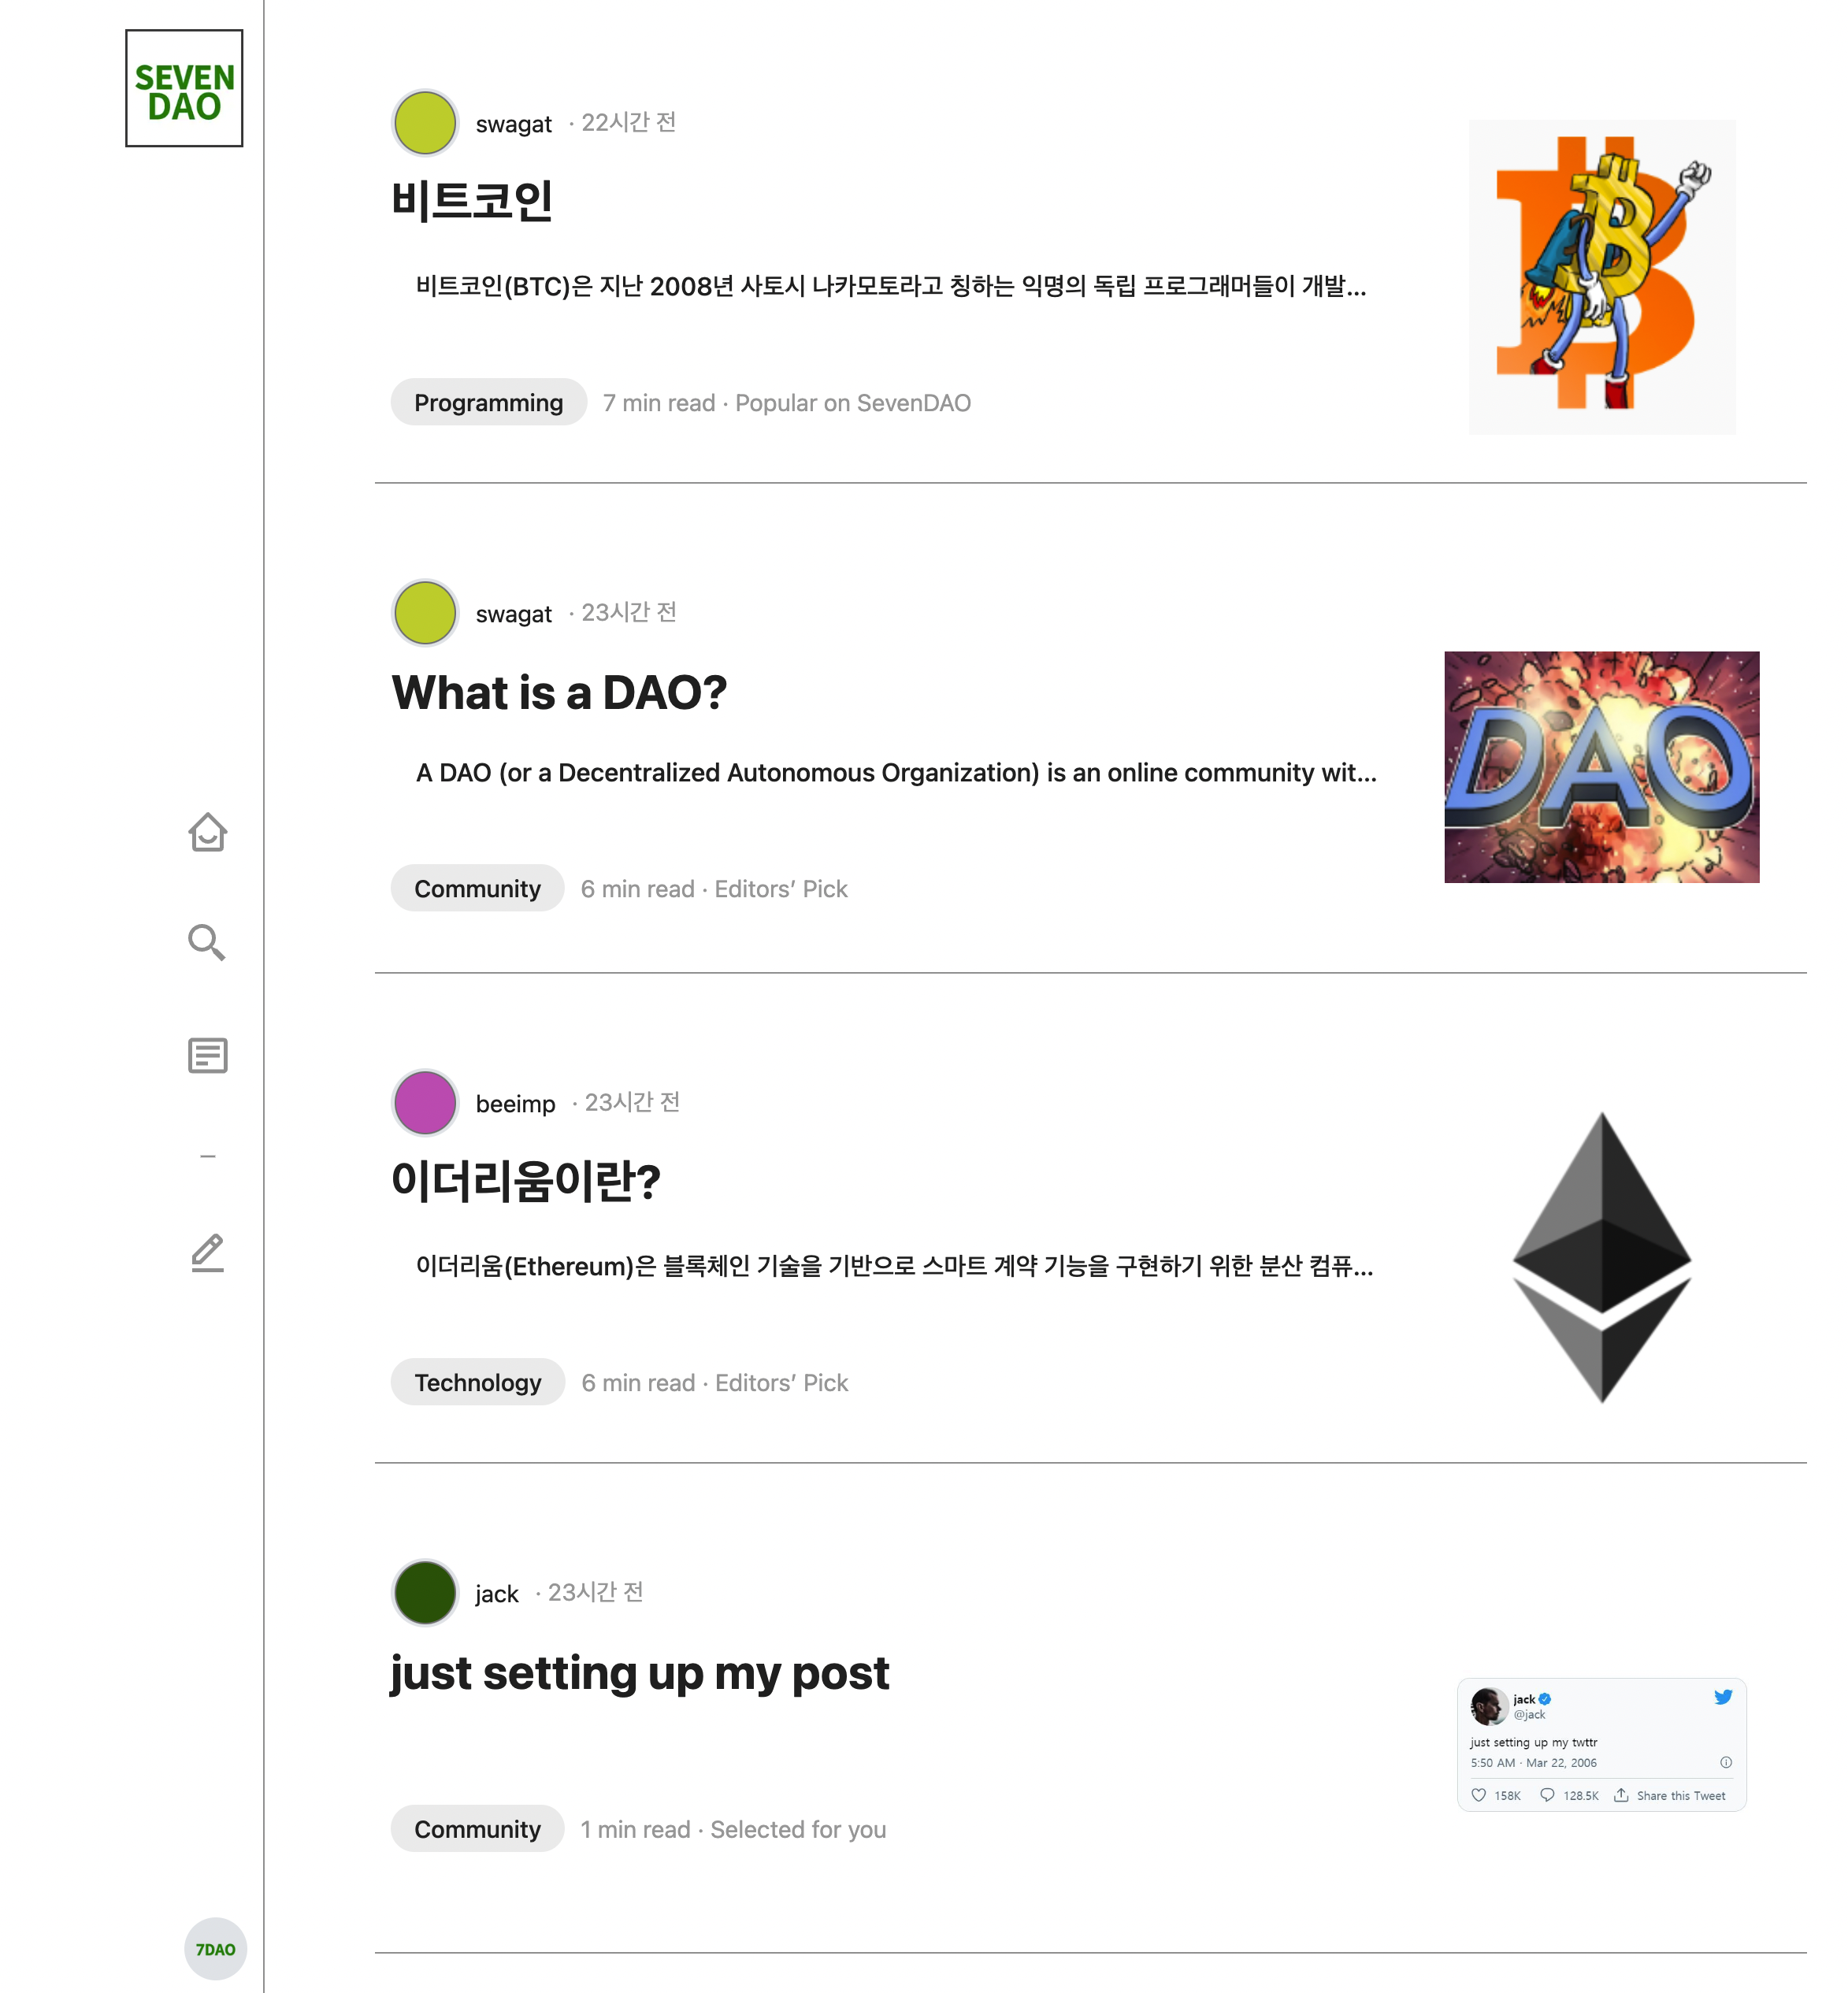 SEVEN
DAO
swagat · 22시간 전
비트코인
비트코인(BTC)은 지난 2008년 사토시 나카모토라고 칭하는 익명의 독립 프로그래머들이 개발...
Programming 7 min read · Popular on SevenDAO
swagat · 23시간 전
What is a DAO?
A DAO (or a Decentralized Autonomous Organization) is an online community wit...
DAO
Community 6 min read · Editors’ Pick
beeimp · 23시간 전
이더리움이란?
이더리움(Ethereum)은 블록체인 기술을 기반으로 스마트 계약 기능을 구현하기 위한 분산 컴퓨...
Technology 6 min read · Editors’ Pick
jack · 23시간 전
just setting up my post
jack
@jack
just setting up my twttr
5:50 AM · Mar 22, 2006
158K 128.5K Share this Tweet
Community 1 min read · Selected for you
7DAO